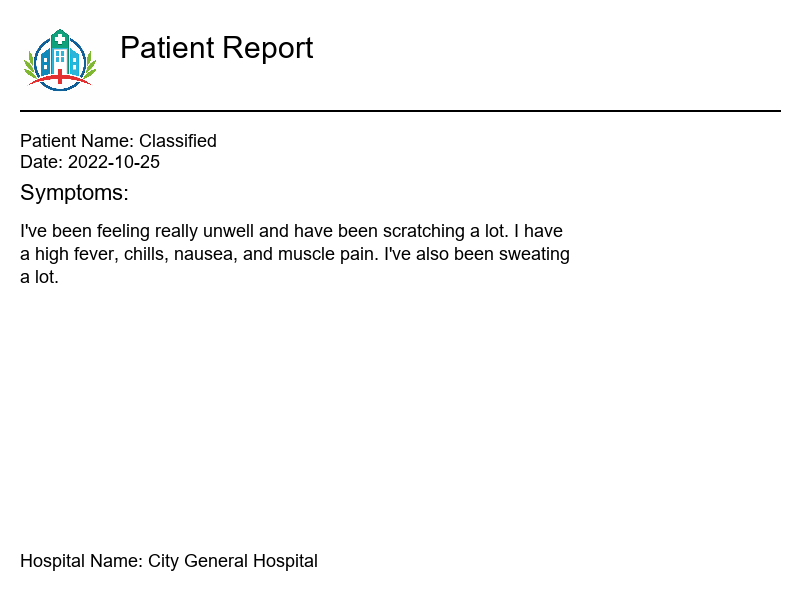 Patient Report
Patient Name: Classified
Date: 2022-10-25
Symptoms:
I've been feeling really unwell and have been scratching a lot. I have
a high fever, chills, nausea, and muscle pain. I've also been sweating
a lot.
Hospital Name: City General Hospital